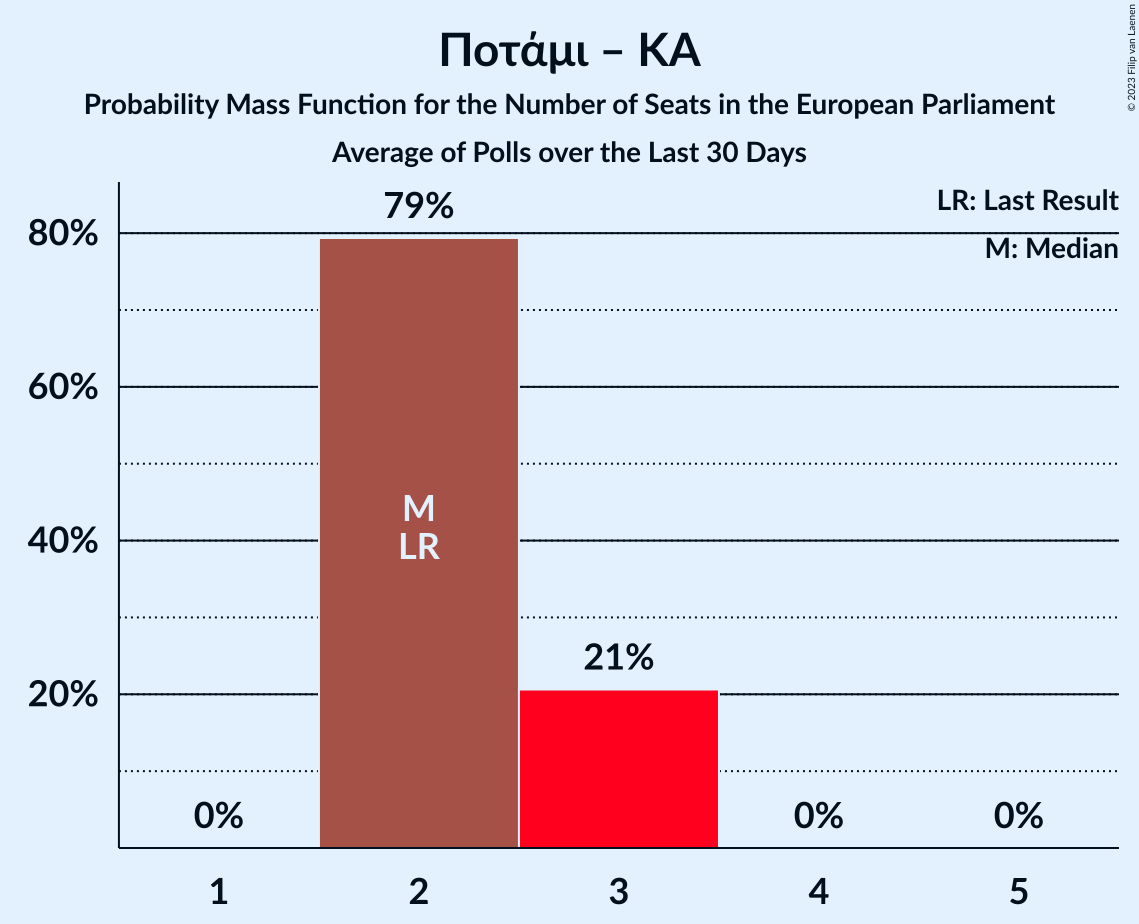 Ποτάμι – ΚΑ
Probability Mass Function for the Number of Seats in the European Parliament
Average of Polls over the Last 30 Days
© 2023 Filip van Laenen
LR: Last Result
M: Median
80%
60%
40%
20%
79%
M
LR
21%
0%
0%
0%
1
2
3
4
5